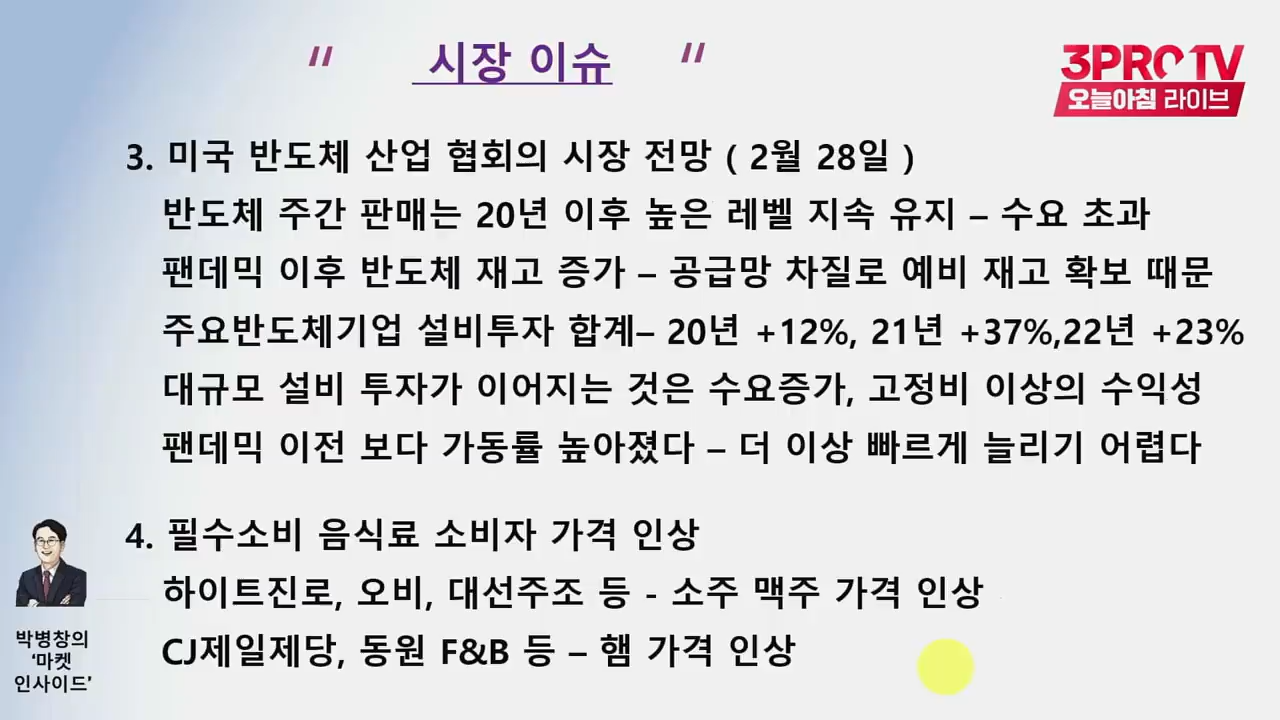 " 시장 이슈 "
3PROTV
오늘아침 라이브
3. 미국 반도체 산업 협회의 시장 전망 ( 2월 28일 )
반도체 주간 판매는 20년 이후 높은 레벨 지속 유지 – 수요 초과
팬데믹 이후 반도체 재고 증가 – 공급망 차질로 예비 재고 확보 때문
주요반도체기업 설비투자 합계– 20년 +12%, 21년 +37%,22년 +23%
대규모 설비 투자가 이어지는 것은 수요증가, 고정비 이상의 수익성
팬데믹 이전 보다 가동률 높아졌다 – 더 이상 빠르게 늘리기 어렵다
4. 필수소비 음식료 소비자 가격 인상
하이트진로, 오비, 대선주조 등 - 소주 맥주 가격 인상
CJ제일제당, 동원 F&B 등 – 햄 가격 인상
박병창의
‘마켓
인사이드’